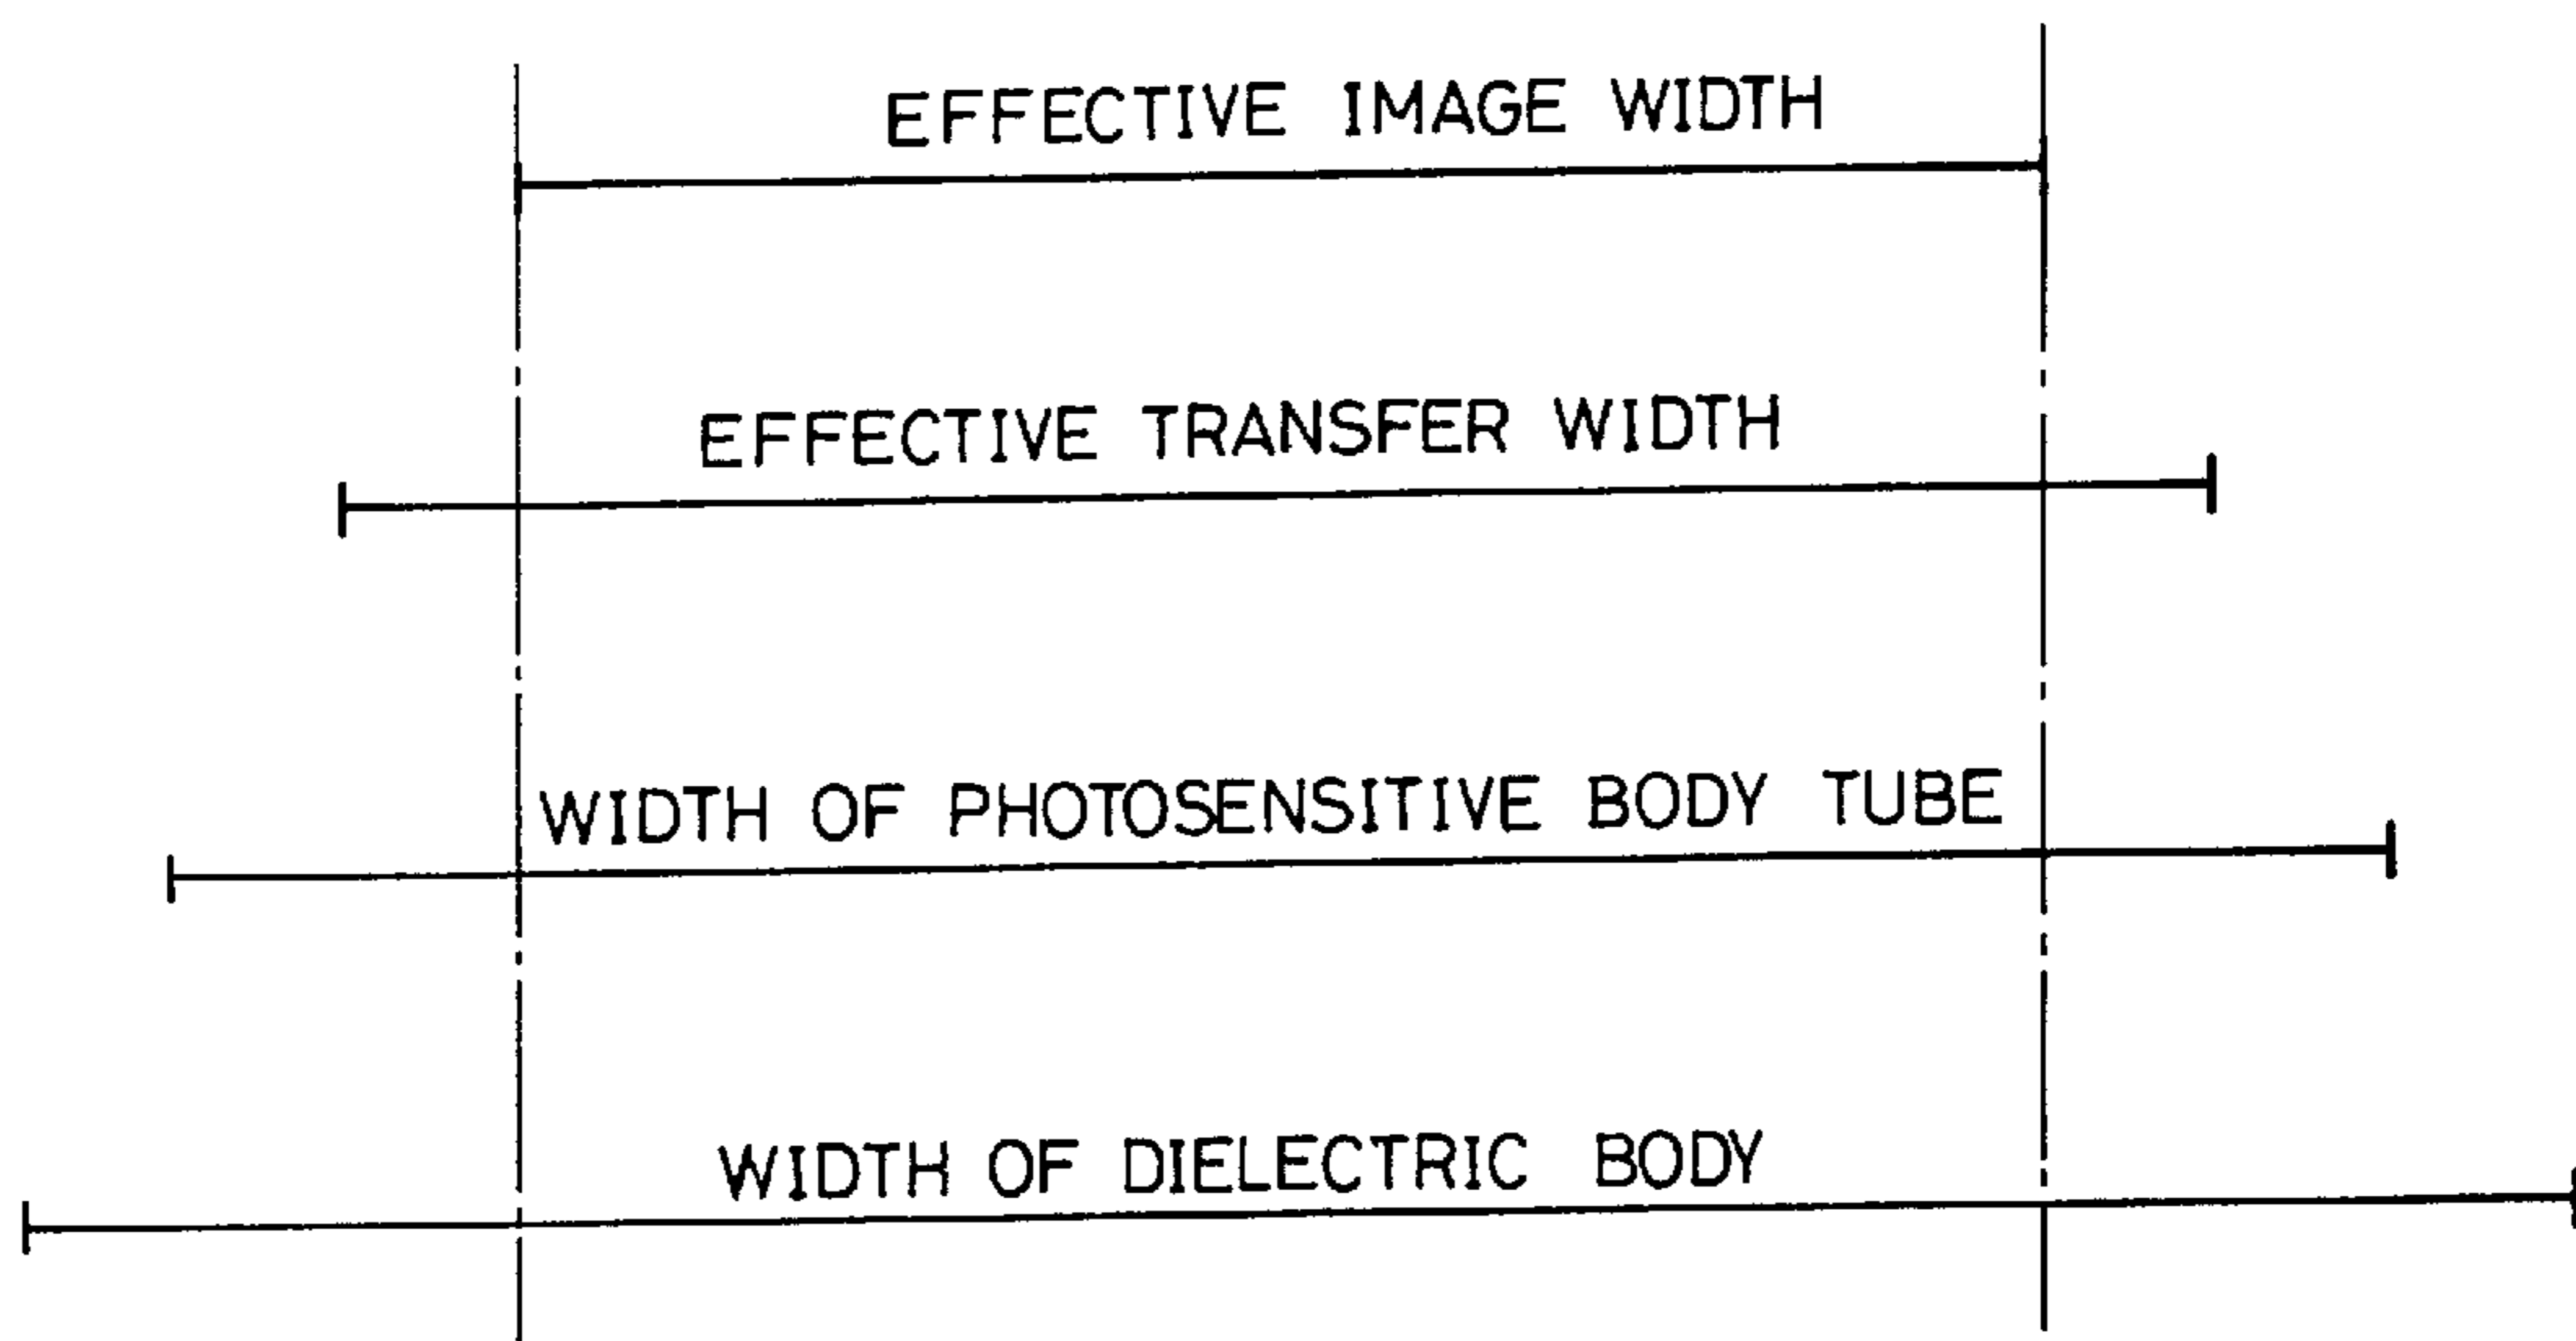 EFFECTIVE IMAGE WIDTH
EFFECTIVE TRANSFER WIDTH
WIDTH OF PHOTOSENSITIVE BODY TUBE
WIDTH OF DIELECTRIC BODY